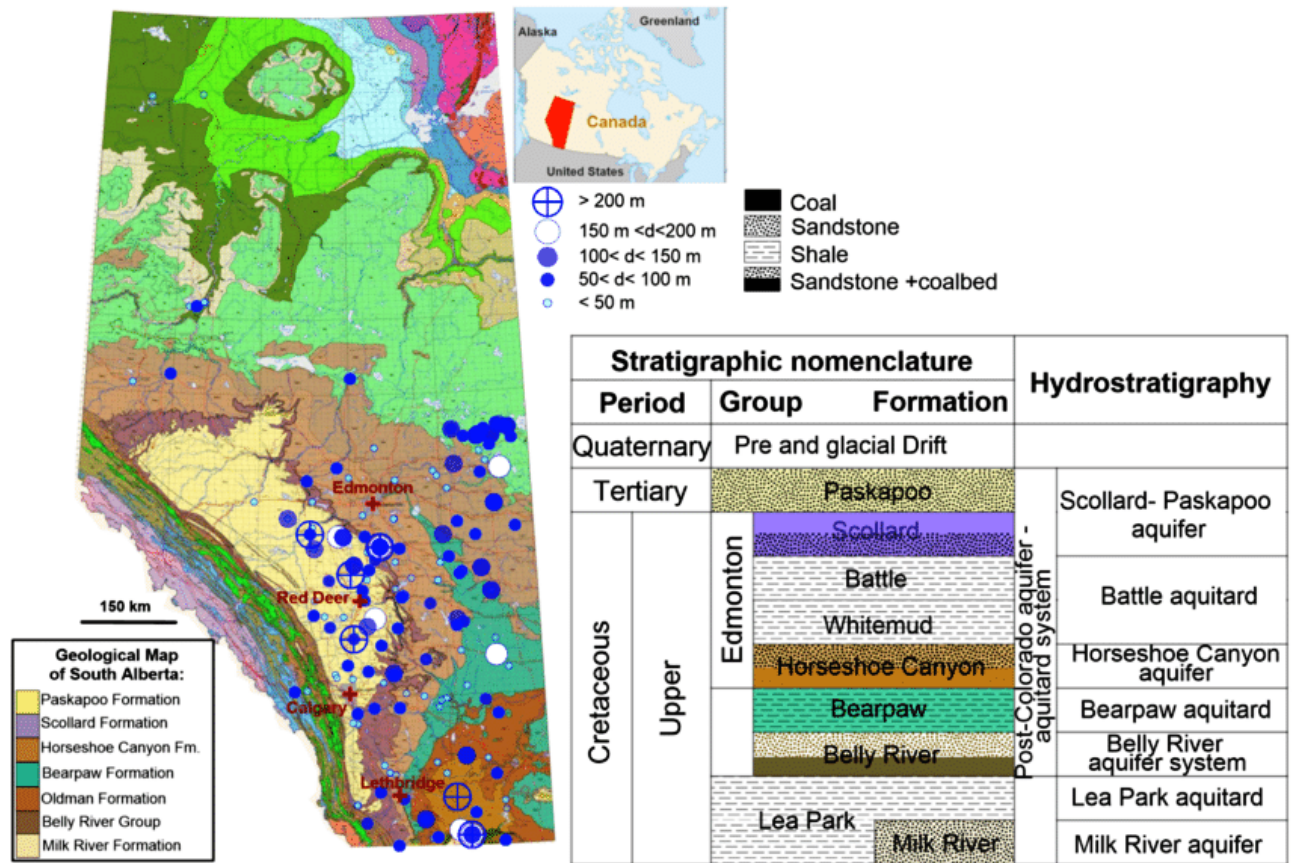 Alaska
Greenland
Canada
United States
> 200 m
150 m <d<200 m
100< d< 150 m
50< d< 100 m
< 50 m
Coal
Sandstone
Shale
Sandstone +coalbed
Edmonton
Red Deer
Calgary
Lethbridge
150 km
Geological Map
of South Alberta:
Paskapoo Formation
Scollard Formation
Horseshoe Canyon Fm.
Bearpaw Formation
Oldman Formation
Belly River Group
Milk River Formation
Stratigraphic nomenclature
Hydrostratigraphy
Period
Group
Formation
Quaternary
Pre and glacial Drift
Tertiary
Paskapoo
Cretaceous
Upper
Edmonton
Scollard
Battle
Whitemud
Horseshoe Canyon
Bearpaw
Belly River
Lea Park
Milk River
Post-Colorado aquifer -
aquitard system
Scollard- Paskapoo
aquifer
Battle aquitard
Horseshoe Canyon
aquifer
Bearpaw aquitard
Belly River
aquifer system
Lea Park aquitard
Milk River aquifer